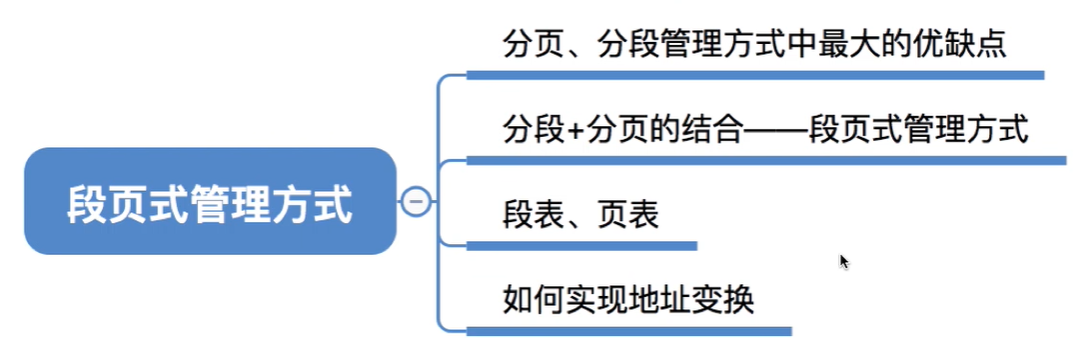 分页、分段管理方式中最大的优缺点
分段+分页的结合——段页式管理方式
段页式管理方式
段表、页表
如何实现地址变换